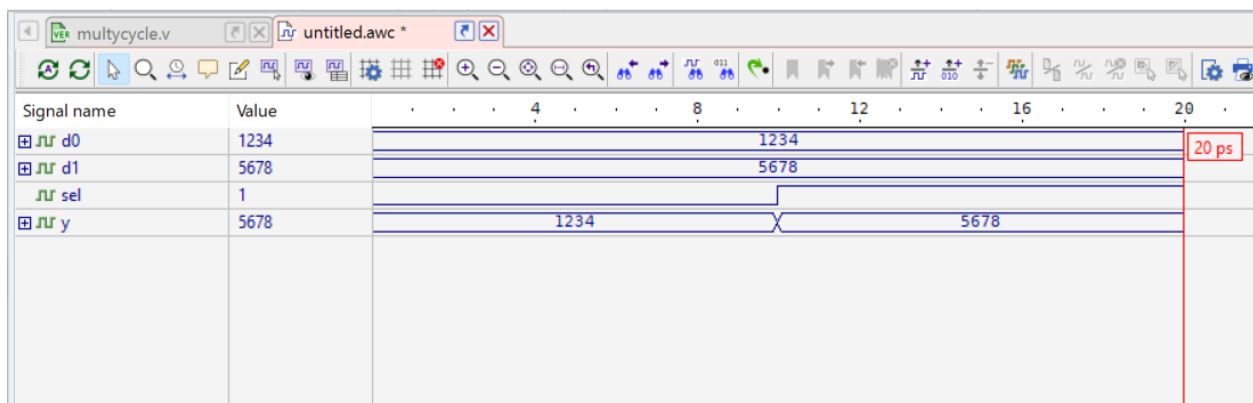 VER multycycle.v untitled.awc *
Signal name Value 4 8 12 16 20
d0 1234 1234
d1 5678 5678
sel 1
y 5678 1234 5678
20 ps